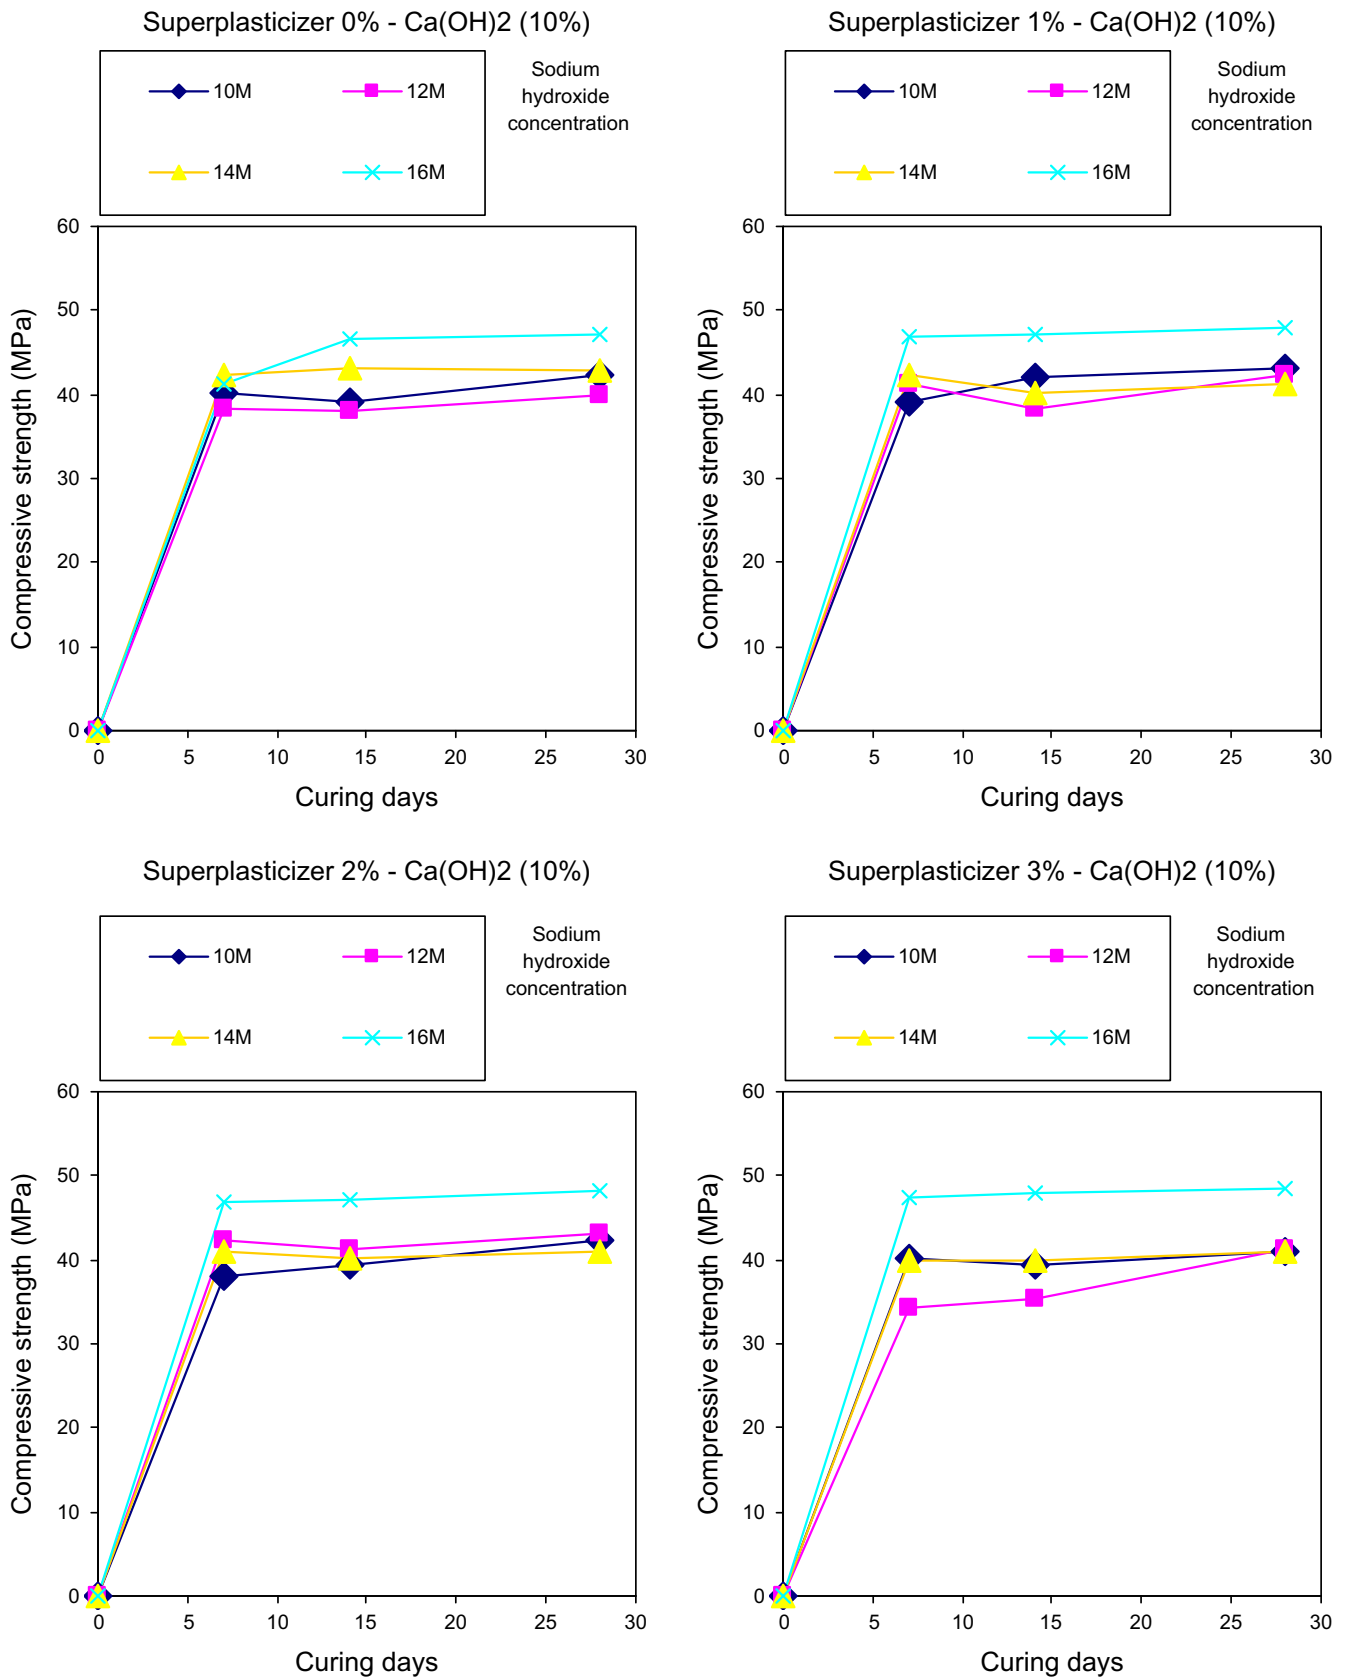 Superplasticizer 0% - Ca(OH)2 (10%)
10M
12M
14M
16M
Sodium
hydroxide
concentration
60
50
40
30
20
10
0
Compressive strength (MPa)
0 5 10 15 20 25 30
Curing days
Superplasticizer 1% - Ca(OH)2 (10%)
10M
12M
14M
16M
Sodium
hydroxide
concentration
60
50
40
30
20
10
0
Compressive strength (MPa)
0 5 10 15 20 25 30
Curing days
Superplasticizer 2% - Ca(OH)2 (10%)
10M
12M
14M
16M
Sodium
hydroxide
concentration
60
50
40
30
20
10
0
Compressive strength (MPa)
0 5 10 15 20 25 30
Curing days
Superplasticizer 3% - Ca(OH)2 (10%)
10M
12M
14M
16M
Sodium
hydroxide
concentration
60
50
40
30
20
10
0
Compressive strength (MPa)
0 5 10 15 20 25 30
Curing days